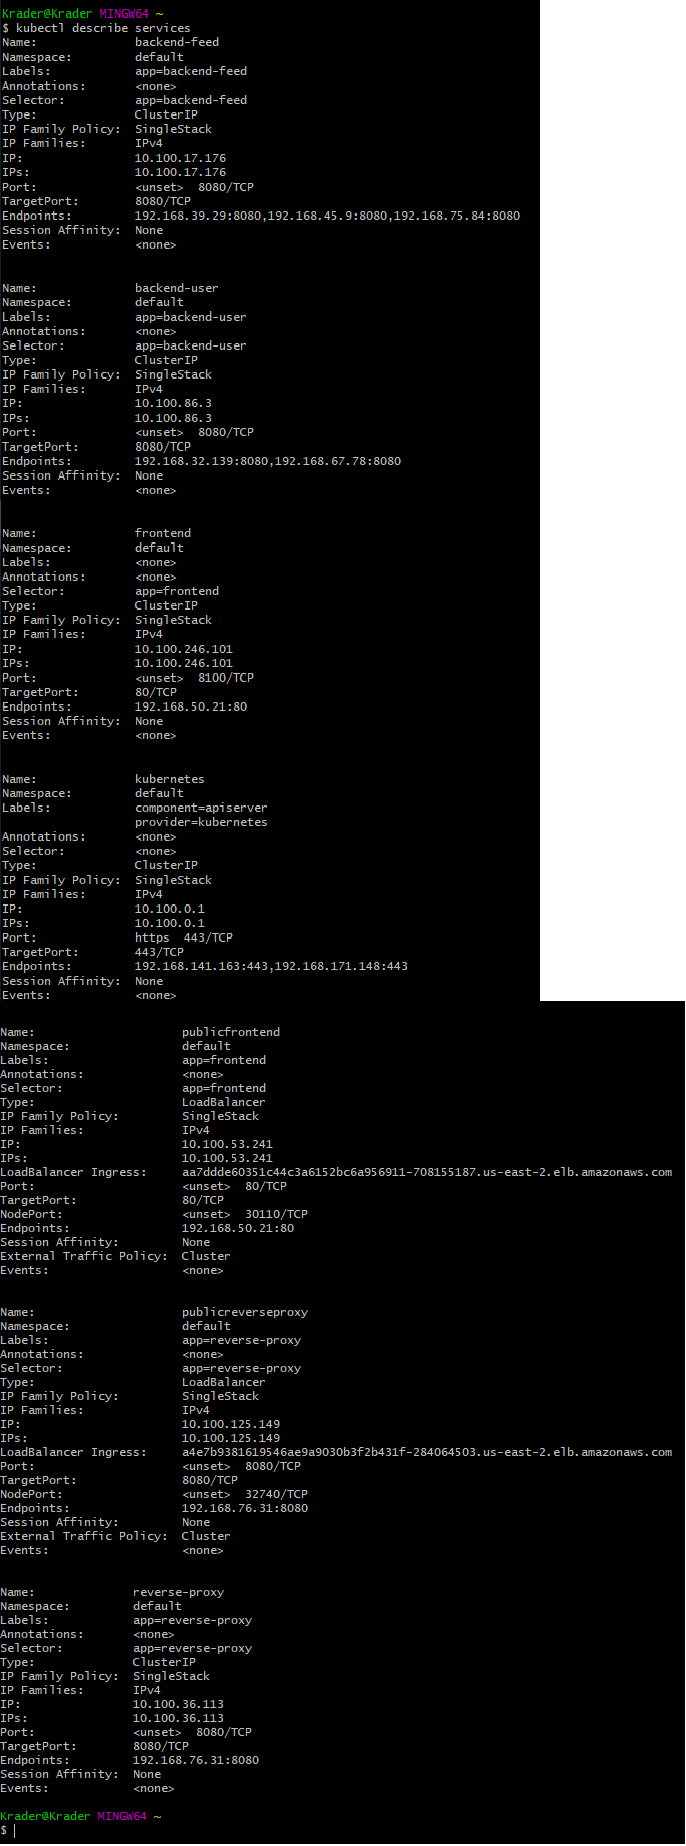 Krader@Krader MINGW64 ~
$ kubectl describe services
Name:              backend-feed
Namespace:         default
Labels:            app=backend-feed
Annotations:       <none>
Selector:          app=backend-feed
Type:              ClusterIP
IP Family Policy:  SingleStack
IP Families:       IPv4
IP:                10.100.17.176
IPs:               10.100.17.176
Port:              <unset>  8080/TCP
TargetPort:        8080/TCP
Endpoints:         192.168.39.29:8080,192.168.45.9:8080,192.168.75.84:8080
Session Affinity:  None
Events:            <none>
Name:              backend-user
Namespace:         default
Labels:            app=backend-user
Annotations:       <none>
Selector:          app=backend-user
Type:              ClusterIP
IP Family Policy:  SingleStack
IP Families:       IPv4
IP:                10.100.86.3
IPs:               10.100.86.3
Port:              <unset>  8080/TCP
TargetPort:        8080/TCP
Endpoints:         192.168.32.139:8080,192.168.67.78:8080
Session Affinity:  None
Events:            <none>
Name:              frontend
Namespace:         default
Labels:            <none>
Annotations:       <none>
Selector:          app=frontend
Type:              ClusterIP
IP Family Policy:  SingleStack
IP Families:       IPv4
IP:                10.100.246.101
IPs:               10.100.246.101
Port:              <unset>  8100/TCP
TargetPort:        80/TCP
Endpoints:         192.168.50.21:80
Session Affinity:  None
Events:            <none>
Name:              kubernetes
Namespace:         default
Labels:            component=apiserver
                   provider=kubernetes
Annotations:       <none>
Selector:          <none>
Type:              ClusterIP
IP Family Policy:  SingleStack
IP Families:       IPv4
IP:                10.100.0.1
IPs:               10.100.0.1
Port:              https  443/TCP
TargetPort:        443/TCP
Endpoints:         192.168.141.163:443,192.168.171.148:443
Session Affinity:  None
Events:            <none>
Name:                     publicfrontend
Namespace:                default
Labels:                   app=frontend
Annotations:              <none>
Selector:                 app=frontend
Type:                     LoadBalancer
IP Family Policy:         SingleStack
IP Families:              IPv4
IP:                       10.100.53.241
IPs:                      10.100.53.241
LoadBalancer Ingress:     aa7ddde60351c44c3a6152bc6a956911-708155187.us-east-2.elb.amazonaws.com
Port:                     <unset>  80/TCP
TargetPort:               80/TCP
NodePort:                 <unset>  30110/TCP
Endpoints:                192.168.50.21:80
Session Affinity:         None
External Traffic Policy:  Cluster
Events:                   <none>
Name:                     publicreverseproxy
Namespace:                default
Labels:                   app=reverse-proxy
Annotations:              <none>
Selector:                 app=reverse-proxy
Type:                     LoadBalancer
IP Family Policy:         SingleStack
IP Families:              IPv4
IP:                       10.100.125.149
IPs:                      10.100.125.149
LoadBalancer Ingress:     a4e7b9381619546ae9a9030b3f2b431f-284064503.us-east-2.elb.amazonaws.com
Port:                     <unset>  8080/TCP
TargetPort:               8080/TCP
NodePort:                 <unset>  32740/TCP
Endpoints:                192.168.76.31:8080
Session Affinity:         None
External Traffic Policy:  Cluster
Events:                   <none>
Name:              reverse-proxy
Namespace:         default
Labels:            app=reverse-proxy
Annotations:       <none>
Selector:          app=reverse-proxy
Type:              ClusterIP
IP Family Policy:  SingleStack
IP Families:       IPv4
IP:                10.100.36.113
IPs:               10.100.36.113
Port:              <unset>  8080/TCP
TargetPort:        8080/TCP
Endpoints:         192.168.76.31:8080
Session Affinity:  None
Events:            <none>
Krader@Krader MINGW64 ~
$